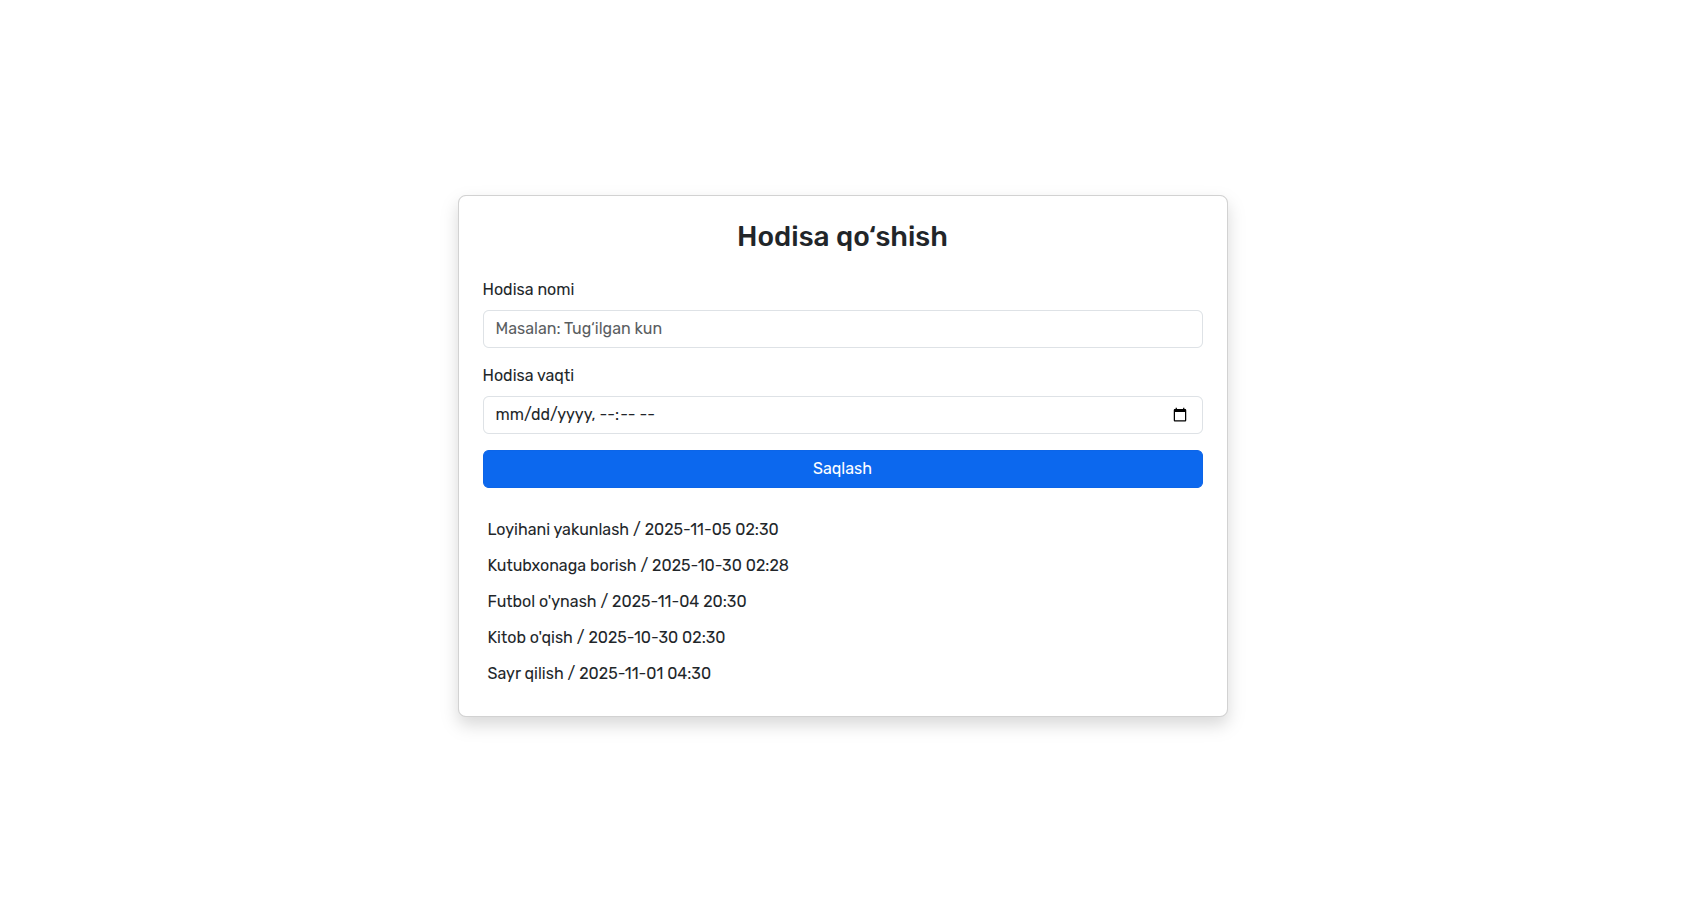 Hodisa qo‘shish
Hodisa nomi
Masalan: Tug‘ilgan kun
Hodisa vaqti
mm/dd/yyyy, --:-- --
Saqlash
Loyihani yakunlash / 2025-11-05 02:30
Kutubxonaga borish / 2025-10-30 02:28
Futbol o'ynash / 2025-11-04 20:30
Kitob o'qish / 2025-10-30 02:30
Sayr qilish / 2025-11-01 04:30